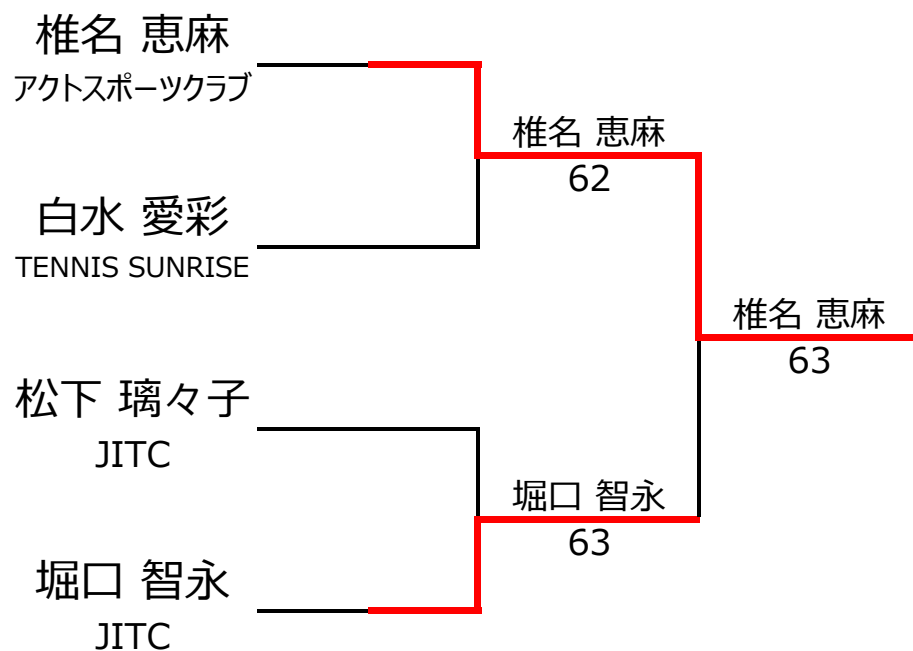 椎名 恵麻
アクトスポーツクラブ
椎名 恵麻
62
白水 愛彩
TENNIS SUNRISE
椎名 恵麻
63
松下 璃々子
JITC
堀口 智永
63
堀口 智永
JITC